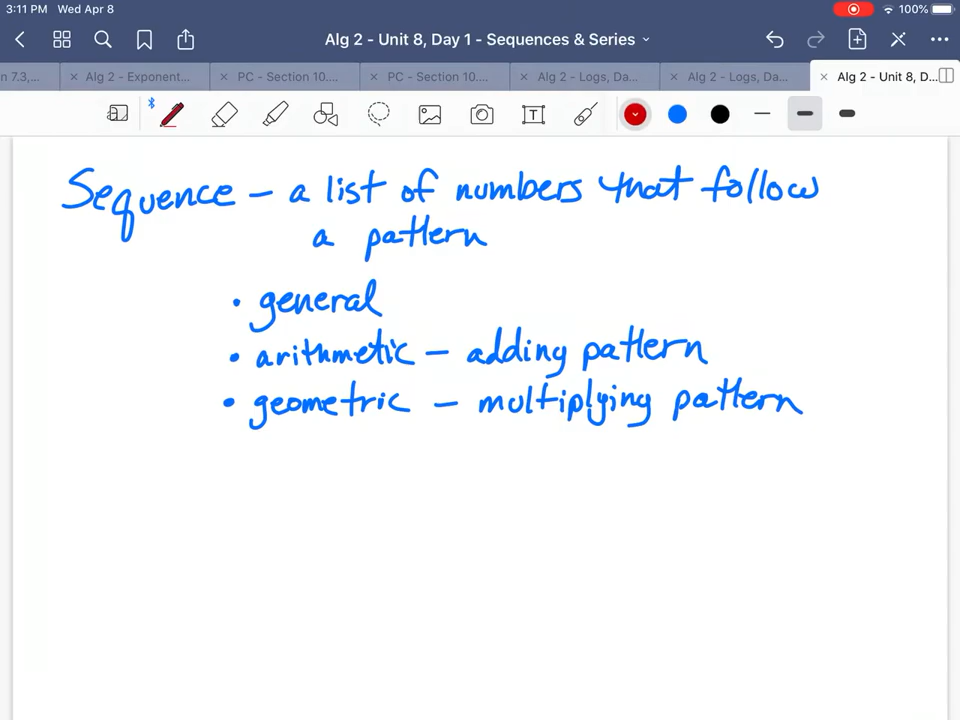 3:11 PM Wed Apr 8
100%
Alg 2 - Unit 8, Day 1 - Sequences & Series
n 7.3,...
Alg 2 - Exponent...
PC - Section 10....
PC - Section 10....
Alg 2 - Logs, Da...
Alg 2 - Logs, Da...
Alg 2 - Unit 8, D...
T
Sequence – a list of numbers that follow
a pattern
• general
• arithmetic – adding pattern
• geometric – multiplying pattern